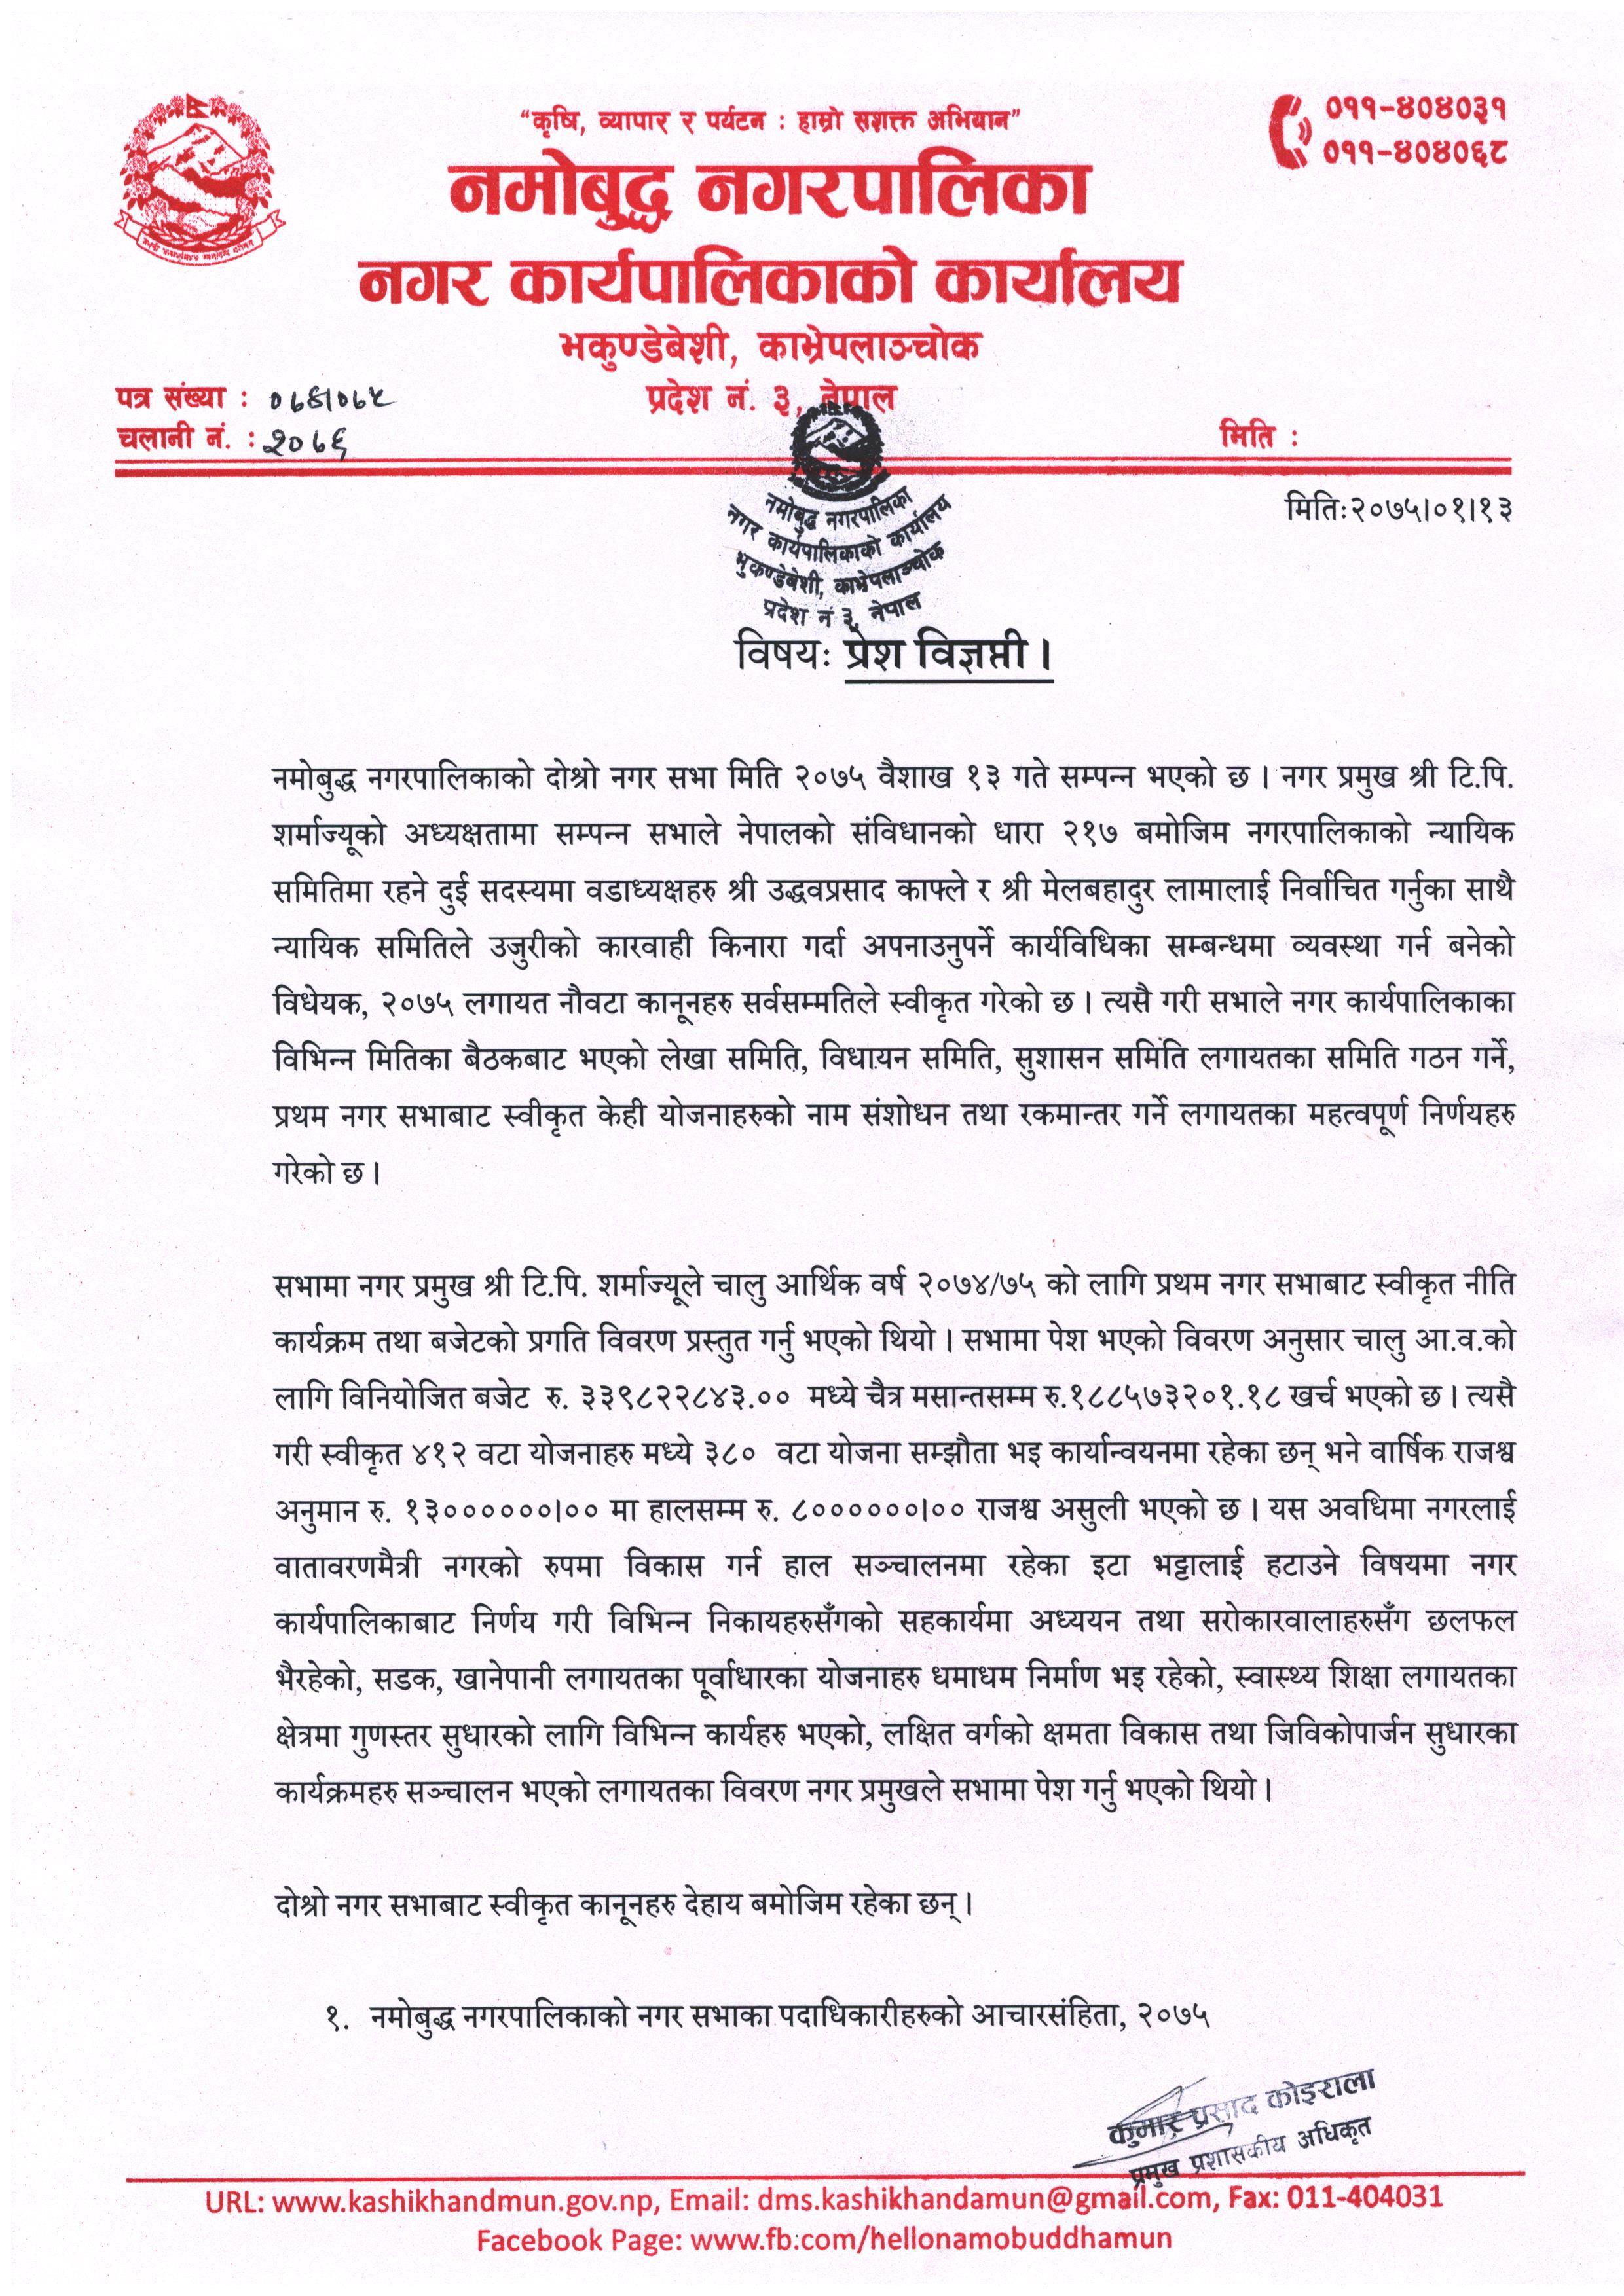 “कृषि, व्यापार र पर्यटन : हाम्रो सशक्त अभियान”
०११-४०४०३१
०११-४०४०६८
नमोबुद्ध नगरपालिका
नगर कार्यपालिकाको कार्यालय
भकुण्डेबेशी, काभ्रेपलाञ्चोक
प्रदेश नं. ३, नेपाल
पत्र संख्या : ०७४।०७५
चलानी नं. : २०७६
मिति :
मितिः२०७५।०१।१३
नमोबुद्ध नगरपालिका
नगर कार्यपालिकाको कार्यालय
भुकण्डेबेशी, काभ्रेपलाञ्चोक
प्रदेश नं ३, नेपाल
विषयः प्रेश विज्ञप्ती ।
नमोबुद्ध नगरपालिकाको दोश्रो नगर सभा मिति २०७५ वैशाख १३ गते सम्पन्न भएको छ । नगर प्रमुख श्री टि.पि.
शर्माज्यूको अध्यक्षतामा सम्पन्न सभाले नेपालको संविधानको धारा २१७ बमोजिम नगरपालिकाको न्यायिक
समितिमा रहने दुई सदस्यमा वडाध्यक्षहरु श्री उद्धवप्रसाद काफ्ले र श्री मेलबहादुर लामालाई निर्वाचित गर्नुका साथै
न्यायिक समितिले उजुरीको कारवाही किनारा गर्दा अपनाउनुपर्ने कार्यविधिका सम्बन्धमा व्यवस्था गर्न बनेको
विधेयक, २०७५ लगायत नौवटा कानूनहरु सर्वसम्मतिले स्वीकृत गरेको छ । त्यसै गरी सभाले नगर कार्यपालिकाका
विभिन्न मितिका बैठकबाट भएको लेखा समिति, विधायन समिति, सुशासन समिति लगायतका समिति गठन गर्ने,
प्रथम नगर सभाबाट स्वीकृत केही योजनाहरुको नाम संशोधन तथा रकमान्तर गर्ने लगायतका महत्वपूर्ण निर्णयहरु
गरेको छ ।
सभामा नगर प्रमुख श्री टि.पि. शर्माज्यूले चालु आर्थिक वर्ष २०७४/७५ को लागि प्रथम नगर सभाबाट स्वीकृत नीति
कार्यक्रम तथा बजेटको प्रगति विवरण प्रस्तुत गर्नु भएको थियो । सभामा पेश भएको विवरण अनुसार चालु आ.व.को
लागि विनियोजित बजेट रु. ३३९८२२८४३.०० मध्ये चैत्र मसान्तसम्म रु.१८८५७३२०१.१८ खर्च भएको छ । त्यसै
गरी स्वीकृत ४१२ वटा योजनाहरु मध्ये ३८० वटा योजना सम्झौता भइ कार्यान्वयनमा रहेका छन् भने वार्षिक राजश्व
अनुमान रु. १३००००००।०० मा हालसम्म रु. ८००००००।०० राजश्व असुली भएको छ । यस अवधिमा नगरलाई
वातावरणमैत्री नगरको रुपमा विकास गर्न हाल सञ्चालनमा रहेका इटा भट्टालाई हटाउने विषयमा नगर
कार्यपालिकाबाट निर्णय गरी विभिन्न निकायहरुसँगको सहकार्यमा अध्ययन तथा सरोकारवालाहरुसँग छलफल
भैरहेको, सडक, खानेपानी लगायतका पूर्वाधारका योजनाहरु धमाधम निर्माण भइ रहेको, स्वास्थ्य शिक्षा लगायतका
क्षेत्रमा गुणस्तर सुधारको लागि विभिन्न कार्यहरु भएको, लक्षित वर्गको क्षमता विकास तथा जिविकोपार्जन सुधारका
कार्यक्रमहरु सञ्चालन भएको लगायतका विवरण नगर प्रमुखले सभामा पेश गर्नु भएको थियो ।
दोश्रो नगर सभाबाट स्वीकृत कानूनहरु देहाय बमोजिम रहेका छन् ।
१. नमोबुद्ध नगरपालिकाको नगर सभाका पदाधिकारीहरुको आचारसंहिता, २०७५
कुमार प्रसाद कोइराला
प्रमुख प्रशासकीय अधिकृत
URL: www.kashikhandmun.gov.np, Email: dms.kashikhandamun@gmail.com, Fax: 011-404031
Facebook Page: www.fb.com/hellonamobuddhamun